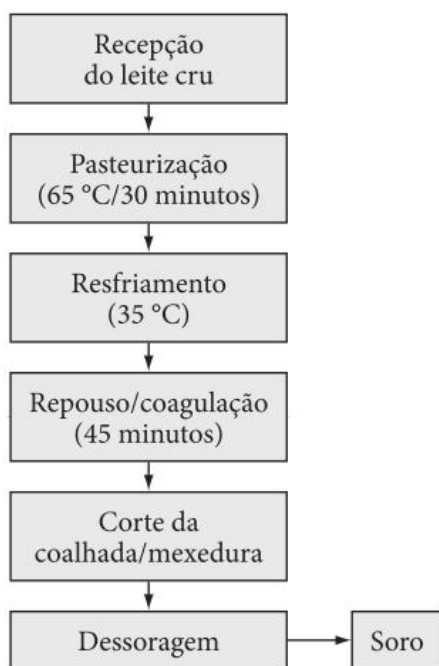 Recepção
do leite cru
Pasteurização
(65 °C/30 minutos)
Resfriamento
(35 °C)
Repouso/coagulação
(45 minutos)
Corte da
coalhada/mexedura
Dessoragem
Soro